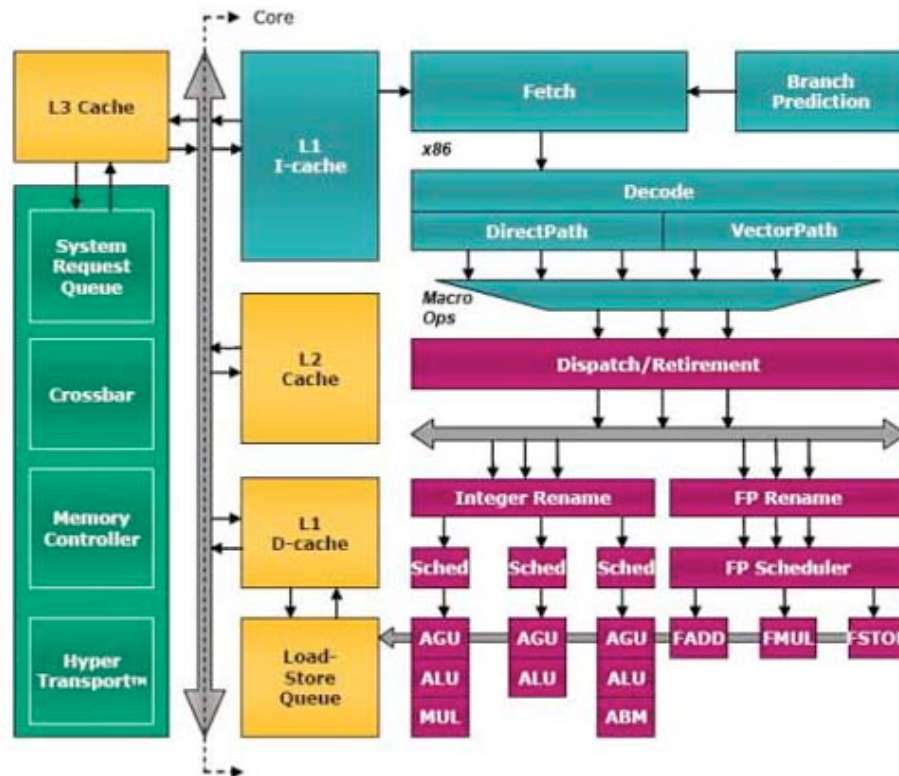 Core
L3 Cache
System
Request
Queue
Crossbar
Memory
Controller
Hyper
Transport™
L1
I-cache
L2
Cache
L1
D-cache
Load-
Store
Queue
Fetch
Branch
Prediction
x86
Decode
DirectPath
VectorPath
Macro
Ops
Dispatch/Retirement
Integer Rename
FP Rename
Sched
Sched
Sched
FP Scheduler
AGU
ALU
MUL
AGU
ALU
AGU
ALU
ABM
FADD
FMUL